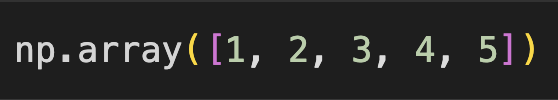 np.array([1, 2, 3, 4, 5])